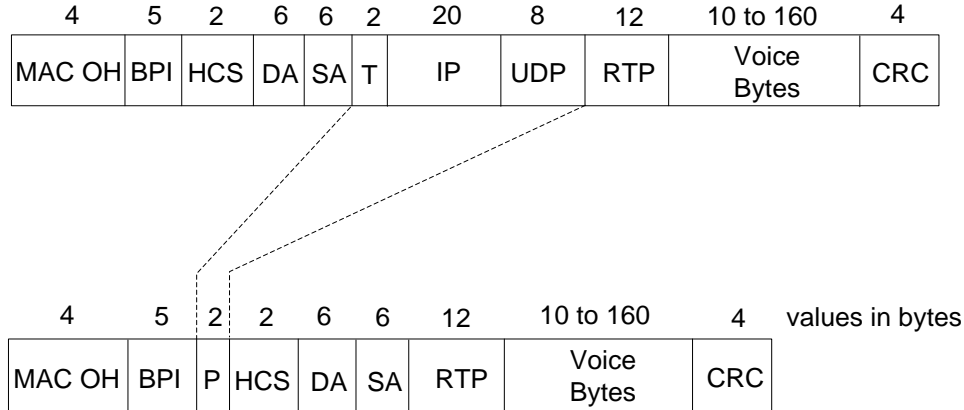 4 5 2 6 6 2 20 8 12 10 to 160 4
MAC OH BPI HCS DA SA T IP UDP RTP Voice Bytes CRC
4 5 2 2 6 6 12 10 to 160 4 values in bytes
MAC OH BPI P HCS DA SA RTP Voice Bytes CRC